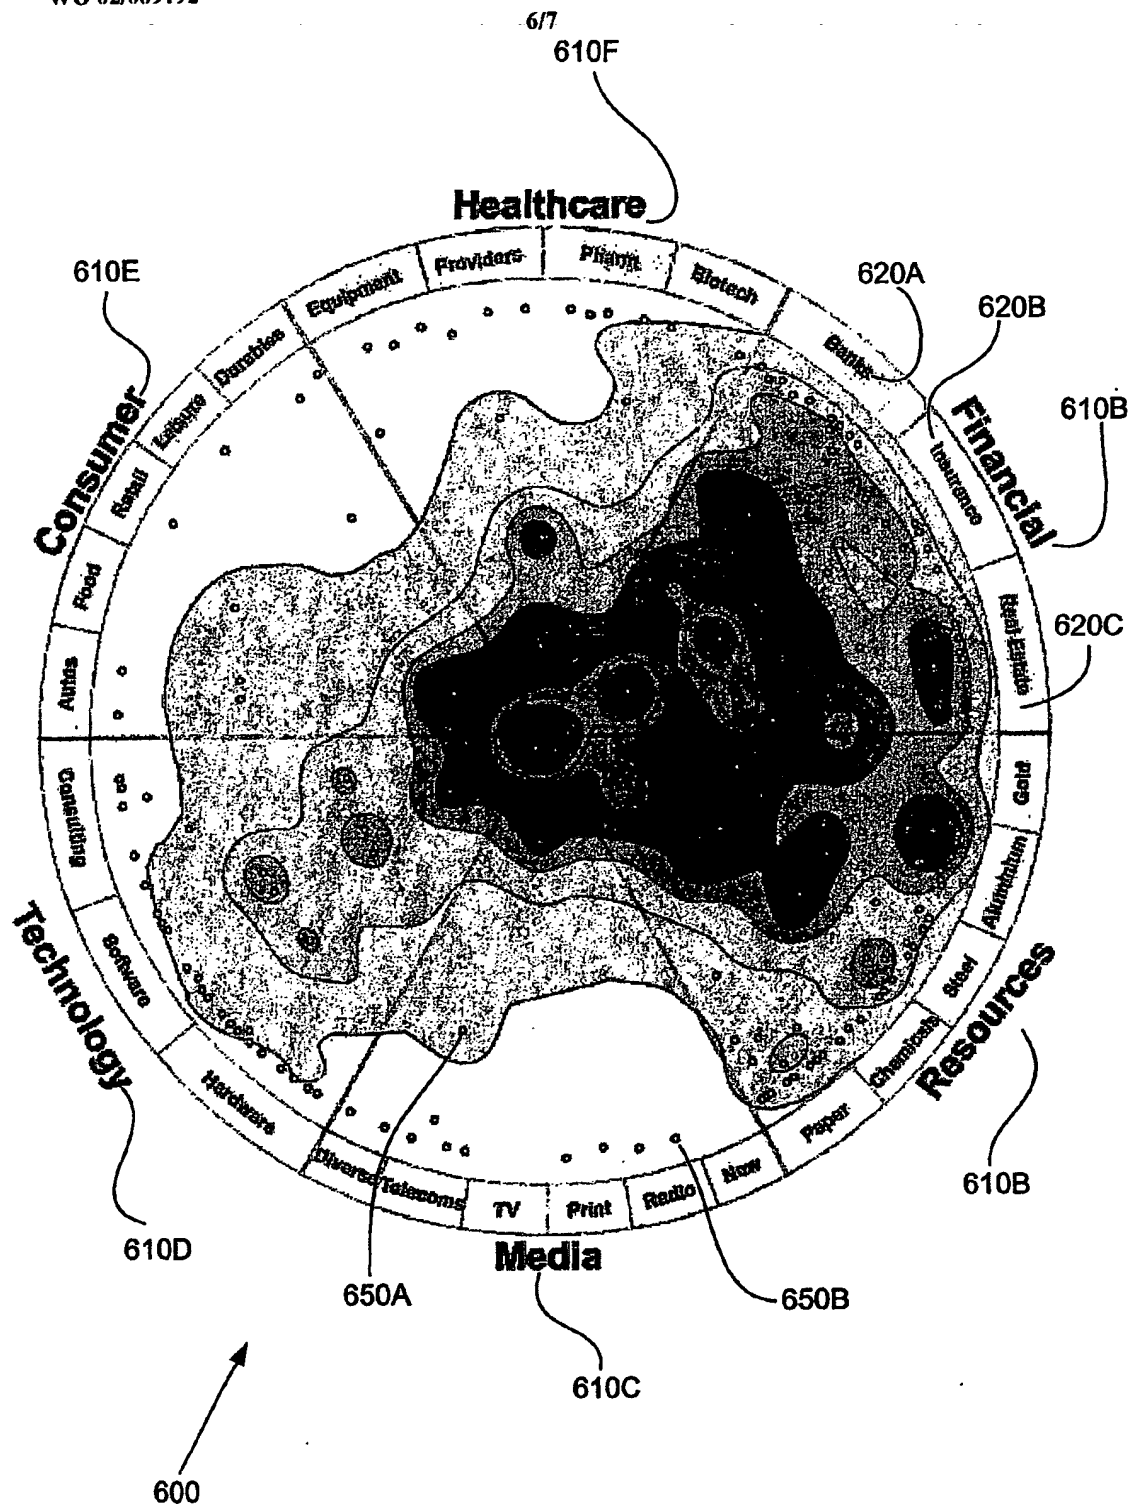 6/7
610F
Healthcare
610E
Providers
Pharm
Biotech
Equipment
620A
620B
Durables
Banks
Leisure
Consumer
Financial
610B
Retail
Insurance
Food
Real Estate
620C
Autos
Consulting
Gold
Aluminium
Technology
Software
Steel
Resources
Chemicals
Hardware
Paper
Diverse
Telecoms
TV
Print
Radio
New
610B
610D
Media
650A
650B
610C
600